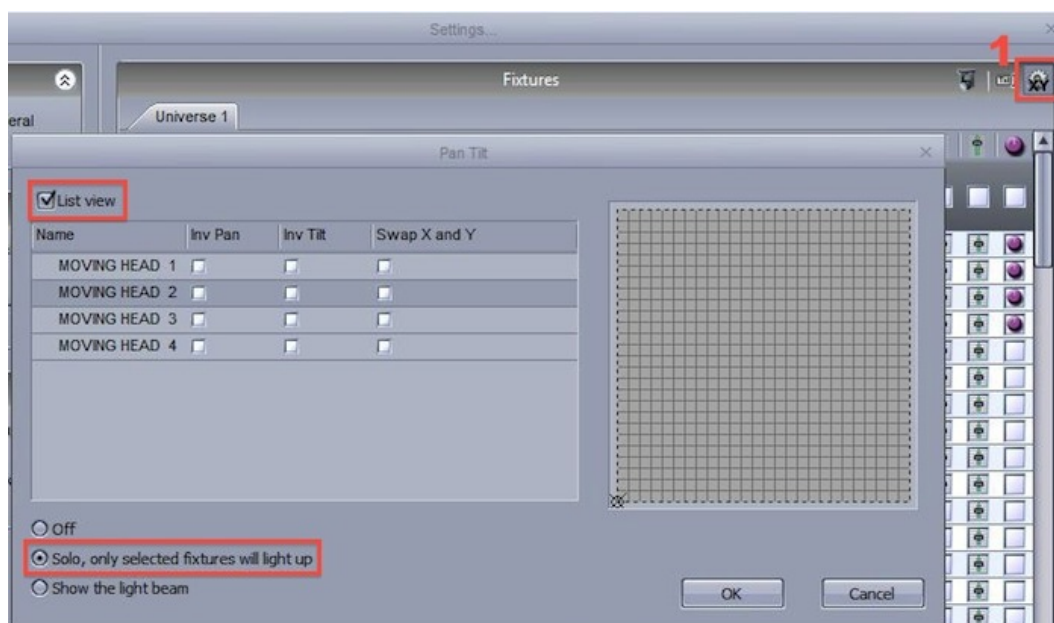 Settings...
1
Fixtures
XY
eral
Universe 1
Pan Tilt
List view
Name Inv Pan Inv Tilt Swap X and Y
MOVING HEAD 1
MOVING HEAD 2
MOVING HEAD 3
MOVING HEAD 4
Off
Solo, only selected fixtures will light up
Show the light beam
OK Cancel